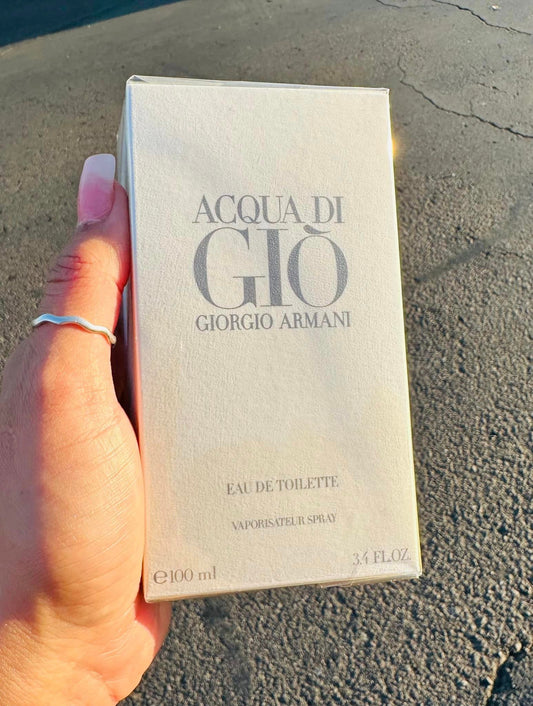 ACQUA DI
GIÒ
GIORGIO ARMANI
EAU DE TOILETTE
VAPORISATEUR SPRAY
℮100 ml
3.4 FL.OZ.